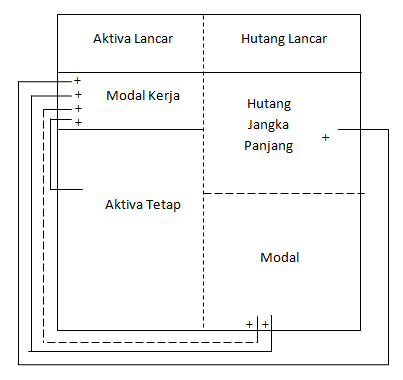 Aktiva Lancar
Hutang Lancar
+
+
+
+
Modal Kerja
Hutang
Jangka
Panjang
+
Aktiva Tetap
Modal
+ +